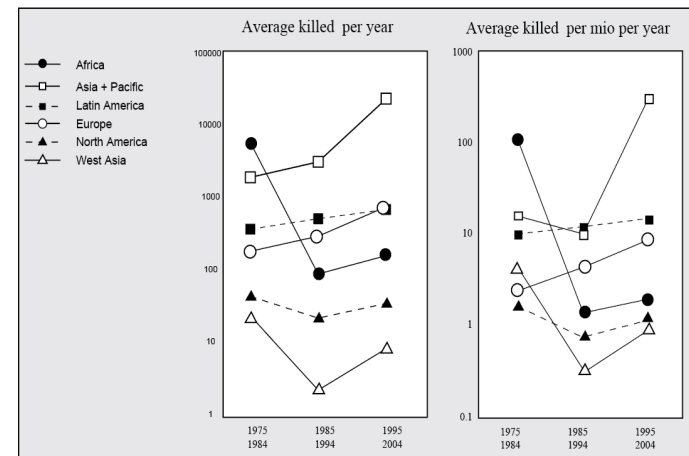 Average killed per year
Average killed per mio per year
Africa
Asia + Pacific
Latin America
Europe
North America
West Asia
100000
10000
1000
100
10
1
1975 1985 1995
1984 1994 2004
1000
100
10
1
0.1
1975 1985 1995
1984 1994 2004